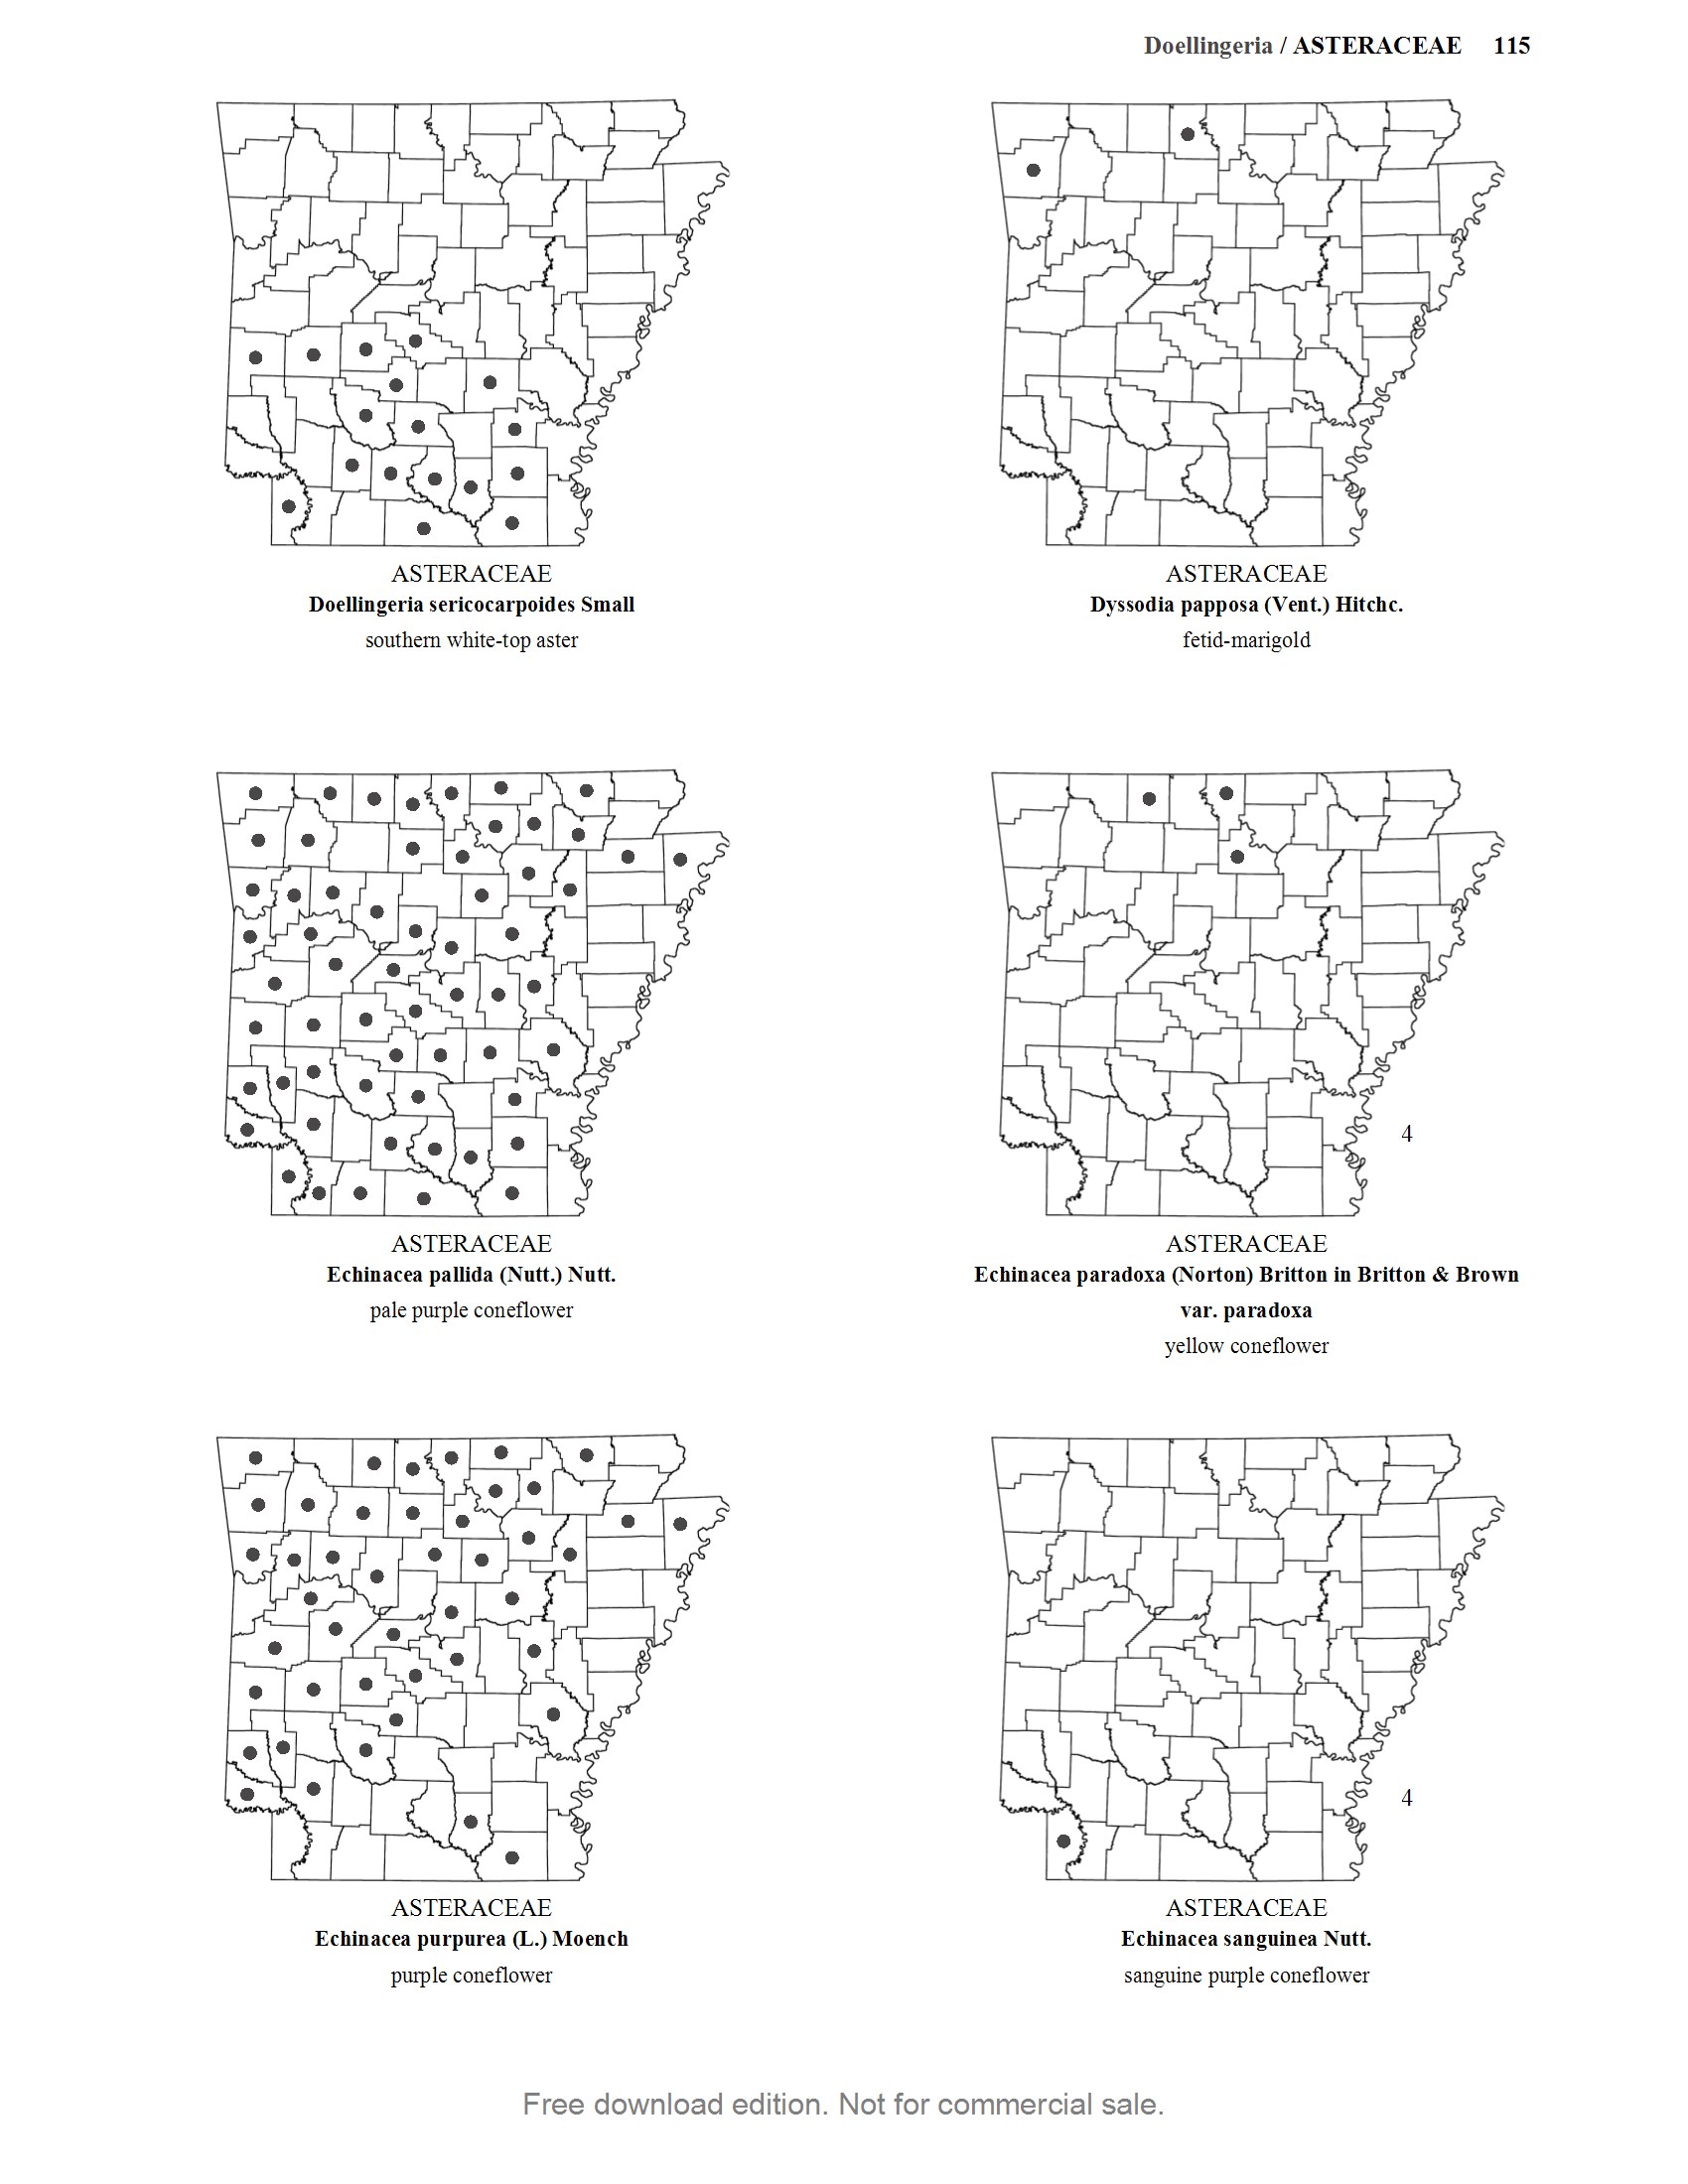 Doellingeria / ASTERACEAE 115
ASTERACEAE
Doellingeria sericocarpoides Small
southern white-top aster
ASTERACEAE
Dyssodia papposa (Vent.) Hitchc.
fetid-marigold
ASTERACEAE
Echinacea pallida (Nutt.) Nutt.
pale purple coneflower
4
ASTERACEAE
Echinacea paradoxa (Norton) Britton in Britton & Brown
var. paradoxa
yellow coneflower
ASTERACEAE
Echinacea purpurea (L.) Moench
purple coneflower
4
ASTERACEAE
Echinacea sanguinea Nutt.
sanguine purple coneflower
Free download edition. Not for commercial sale.